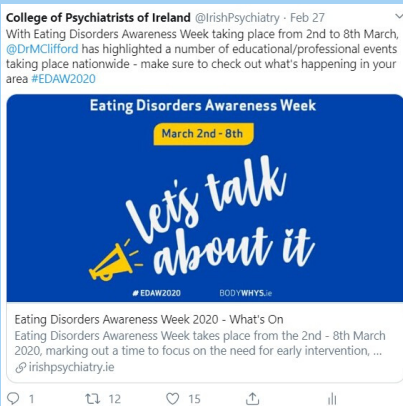 College of Psychiatrists of Ireland @IrishPsychiatry · Feb 27
With Eating Disorders Awareness Week taking place from 2nd to 8th March,
@DrMClifford has highlighted a number of educational/professional events
taking place nationwide - make sure to check out what's happening in your
area #EDAW2020
Eating Disorders Awareness Week
March 2nd - 8th
let's talk
about it
# EDAW2020 BODYWHYS.ie
Eating Disorders Awareness Week 2020 - What's On
Eating Disorders Awareness Week takes place from the 2nd - 8th March
2020, marking out a time to focus on the need for early intervention, ...
irishpsychiatry.ie
1 12 15